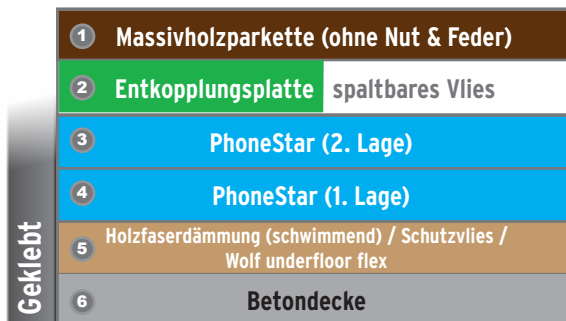 1 Massivholzparkette (ohne Nut & Feder)
2 Entkopplungsplatte spaltbares Vlies
3 PhoneStar (2. Lage)
4 PhoneStar (1. Lage)
5 Holzfaserdämmung (schwimmend) / Schutzvlies /
Wolf underfloor flex
6 Betondecke
Geklebt